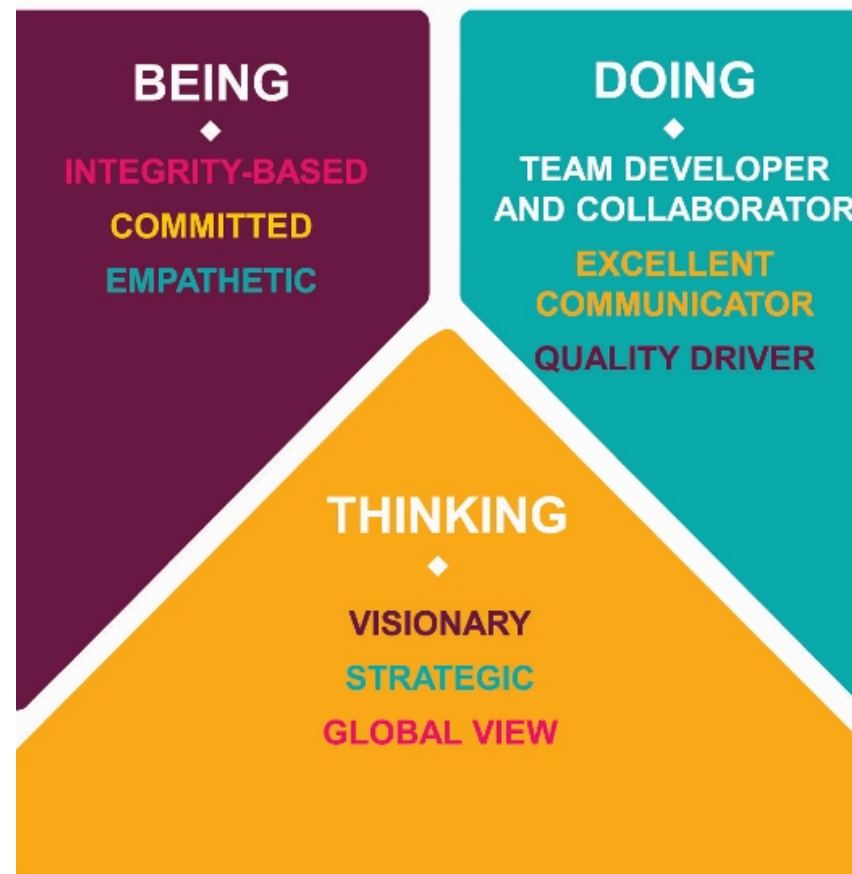 BEING
INTEGRITY-BASED
COMMITTED
EMPATHETIC
DOING
TEAM DEVELOPER
AND COLLABORATOR
EXCELLENT
COMMUNICATOR
QUALITY DRIVER
THINKING
VISIONARY
STRATEGIC
GLOBAL VIEW